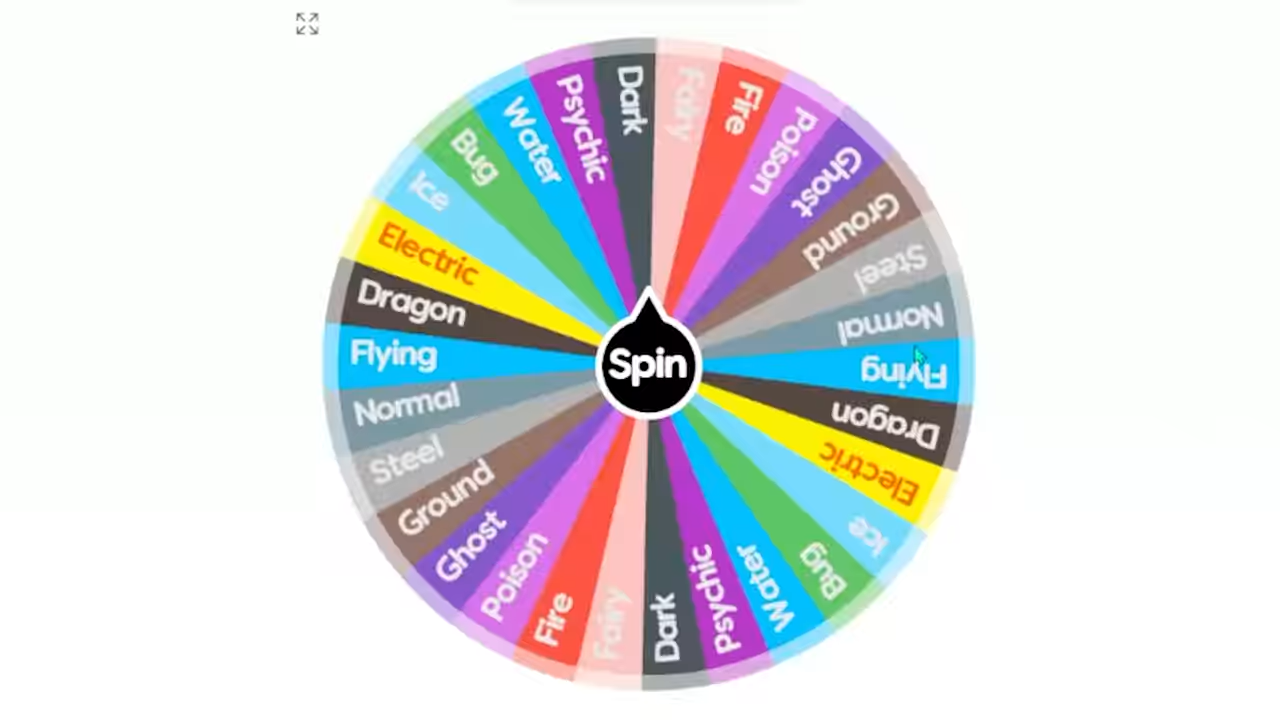 Dark
Fairy
Fire
Poison
Ghost
Ground
Steel
Normal
Flying
Dragon
Electric
Ice
Bug
Water
Psychic
Dark
Fairy
Fire
Poison
Ghost
Ground
Steel
Normal
Flying
Dragon
Electric
Ice
Bug
Water
Psychic
Spin